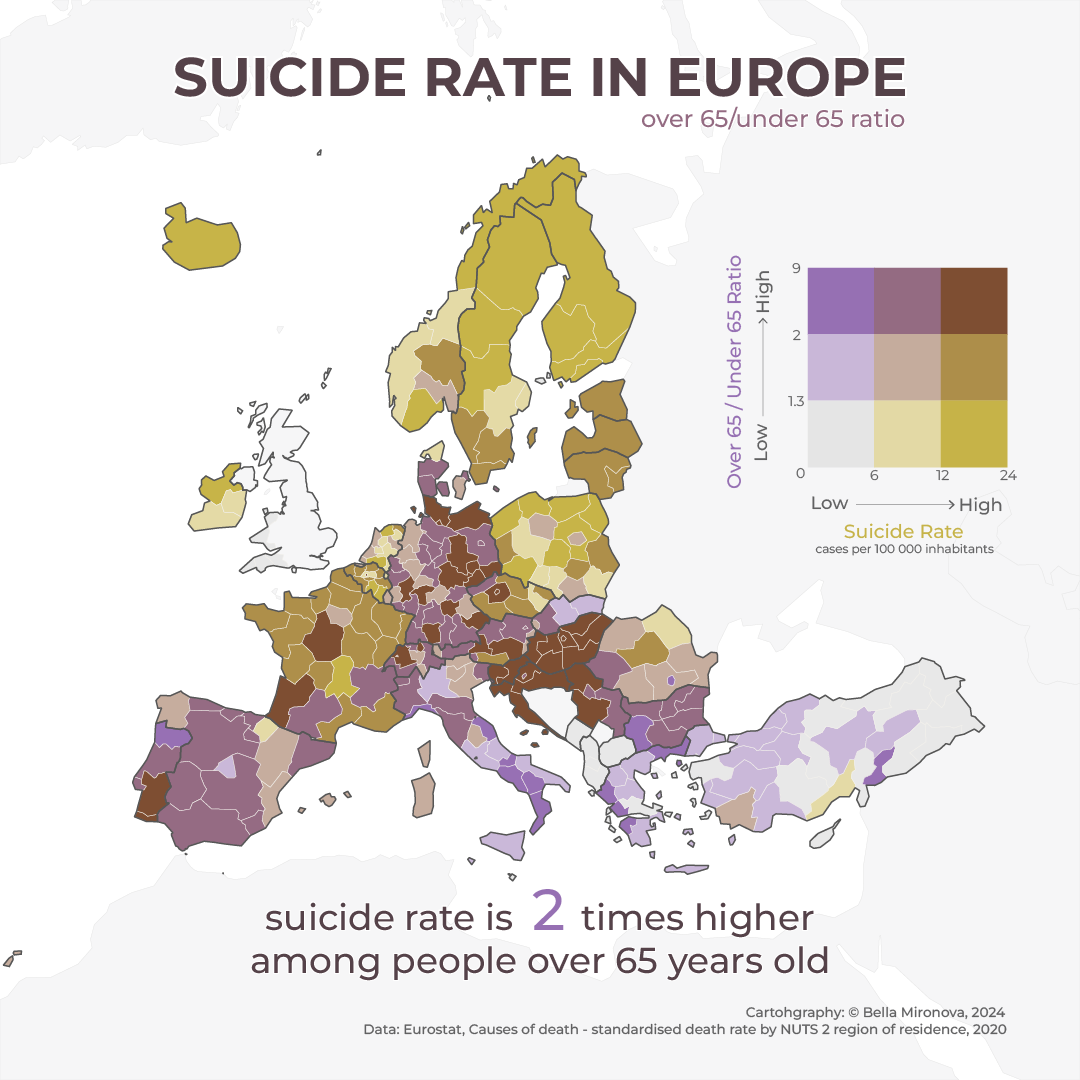 SUICIDE RATE IN EUROPE
over 65/under 65 ratio
Over 65 / Under 65 Ratio
Low
High
9
2
1.3
0
6
12
24
Low
High
Suicide Rate
cases per 100 000 inhabitants
suicide rate is 2 times higher
among people over 65 years old
Cartohgraphy: © Bella Mironova, 2024
Data: Eurostat, Causes of death - standardised death rate by NUTS 2 region of residence, 2020